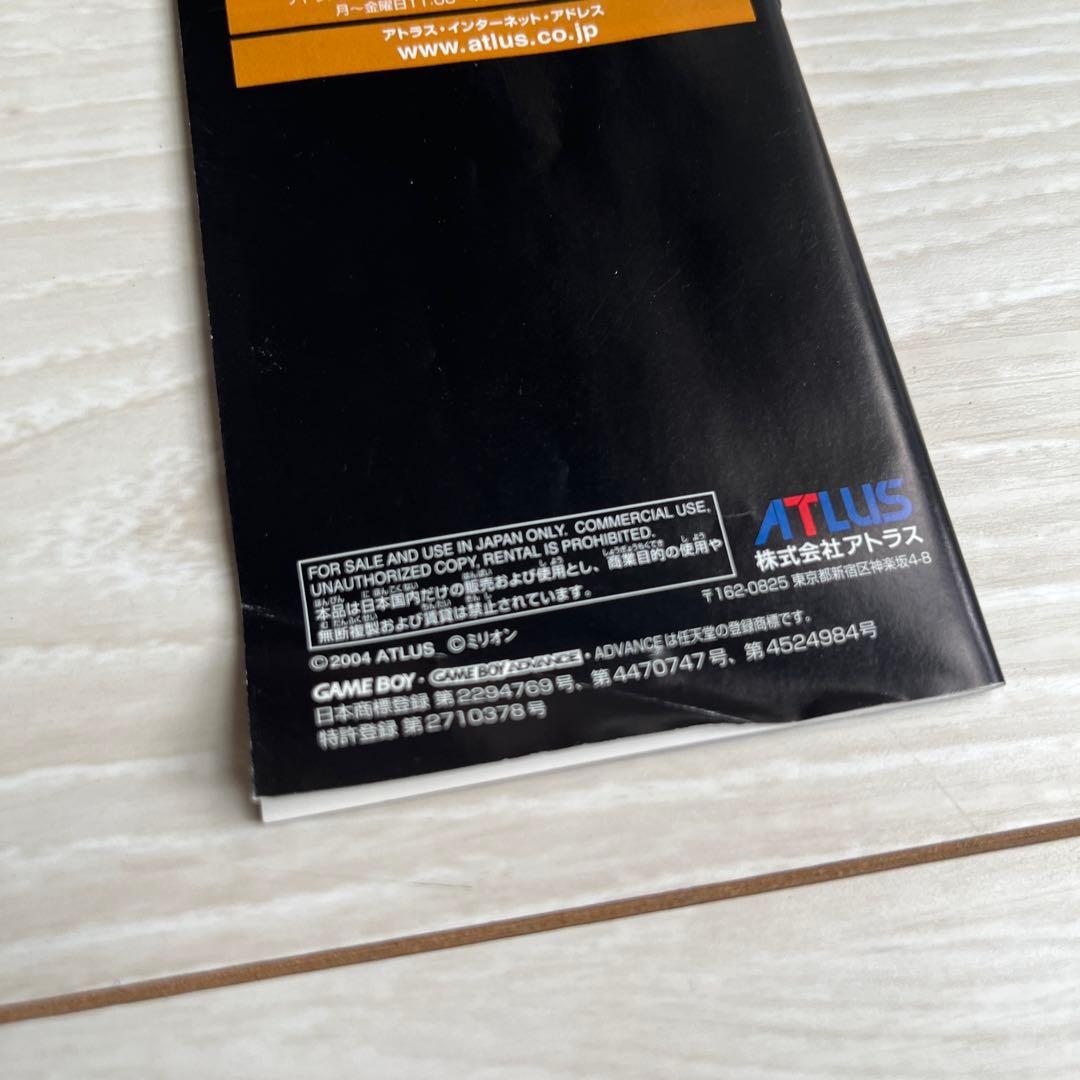 月～金曜日11:00
アトラス・インターネット・アドレス
www.atlus.co.jp
ATLUS
株式会社アトラス
〒162-0825 東京都新宿区神楽坂4-8
FOR SALE AND USE IN JAPAN ONLY. COMMERCIAL USE,
UNAUTHORIZED COPY, RENTAL IS PROHIBITED.
本品は日本国内だけの販売および使用とし、商業目的の使用や
無断複製および賃貸は禁止されています。
©2004 ATLUS ©ミリオン
GAME BOY・GAME BOY ADVANCE・ADVANCEは任天堂の登録商標です。
日本商標登録 第2294769号、第4470747号、第4524984号
特許登録 第2710378号